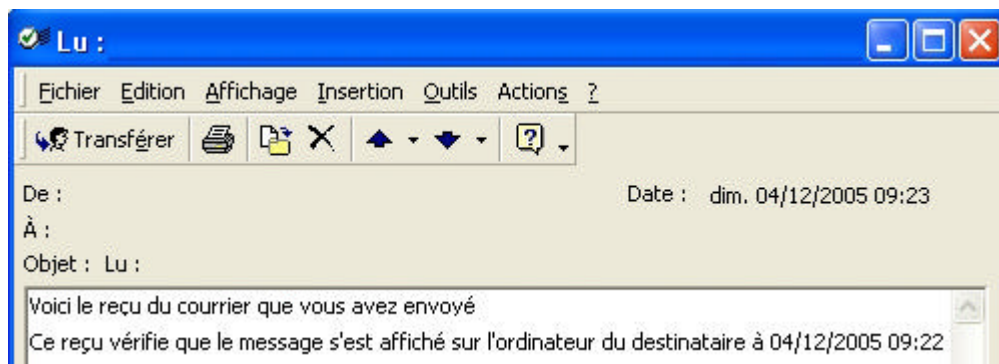 Lu :
Fichier Edition Affichage Insertion Outils Actions ?
Transférer
De : Date : dim. 04/12/2005 09:23
À :
Objet : Lu :
Voici le reçu du courrier que vous avez envoyé
Ce reçu vérifie que le message s'est affiché sur l'ordinateur du destinataire à 04/12/2005 09:22